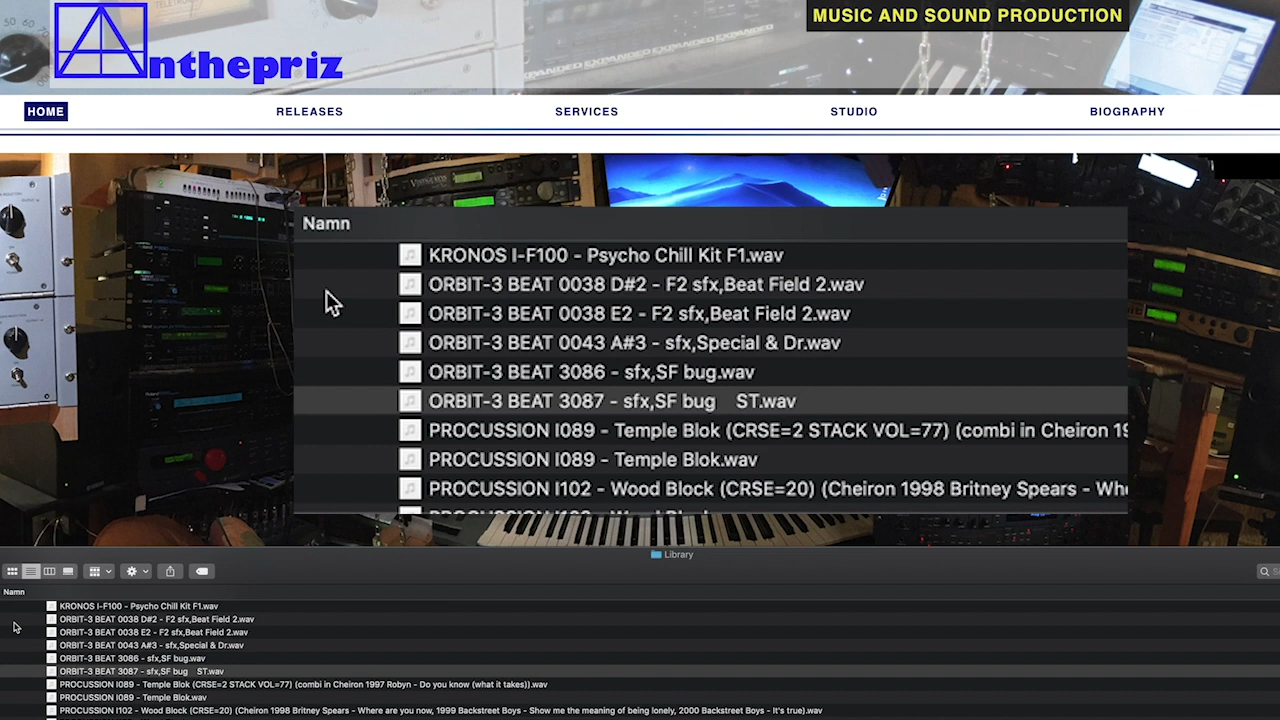 MUSIC AND SOUND PRODUCTION
Anthepriz
HOME
RELEASES
SERVICES
STUDIO
BIOGRAPHY
Namn
KRONOS I-F100 - Psycho Chill Kit F1.wav
ORBIT-3 BEAT 0038 D#2 - F2 sfx,Beat Field 2.wav
ORBIT-3 BEAT 0038 E2 - F2 sfx,Beat Field 2.wav
ORBIT-3 BEAT 0043 A#3 - sfx,Special & Dr.wav
ORBIT-3 BEAT 3086 - sfx,SF bug.wav
ORBIT-3 BEAT 3087 - sfx,SF bug ST.wav
PROCUSSION I089 - Temple Blok (CRSE=2 STACK VOL=77) (combi in Cheiron 19
PROCUSSION I089 - Temple Blok.wav
PROCUSSION I102 - Wood Block (CRSE=20) (Cheiron 1998 Britney Spears - Whe
Library
Namn
KRONOS I-F100 - Psycho Chill Kit F1.wav
ORBIT-3 BEAT 0038 D#2 - F2 sfx,Beat Field 2.wav
ORBIT-3 BEAT 0038 E2 - F2 sfx,Beat Field 2.wav
ORBIT-3 BEAT 0043 A#3 - sfx,Special & Dr.wav
ORBIT-3 BEAT 3086 - sfx,SF bug.wav
ORBIT-3 BEAT 3087 - sfx,SF bug ST.wav
PROCUSSION I089 - Temple Blok (CRSE=2 STACK VOL=77) (combi in Cheiron 1997 Robyn - Do you know (what it takes)).wav
PROCUSSION I089 - Temple Blok.wav
PROCUSSION I102 - Wood Block (CRSE=20) (Cheiron 1998 Britney Spears - Where are you now, 1999 Backstreet Boys - Show me the meaning of being lonely, 2000 Backstreet Boys - It's true).wav